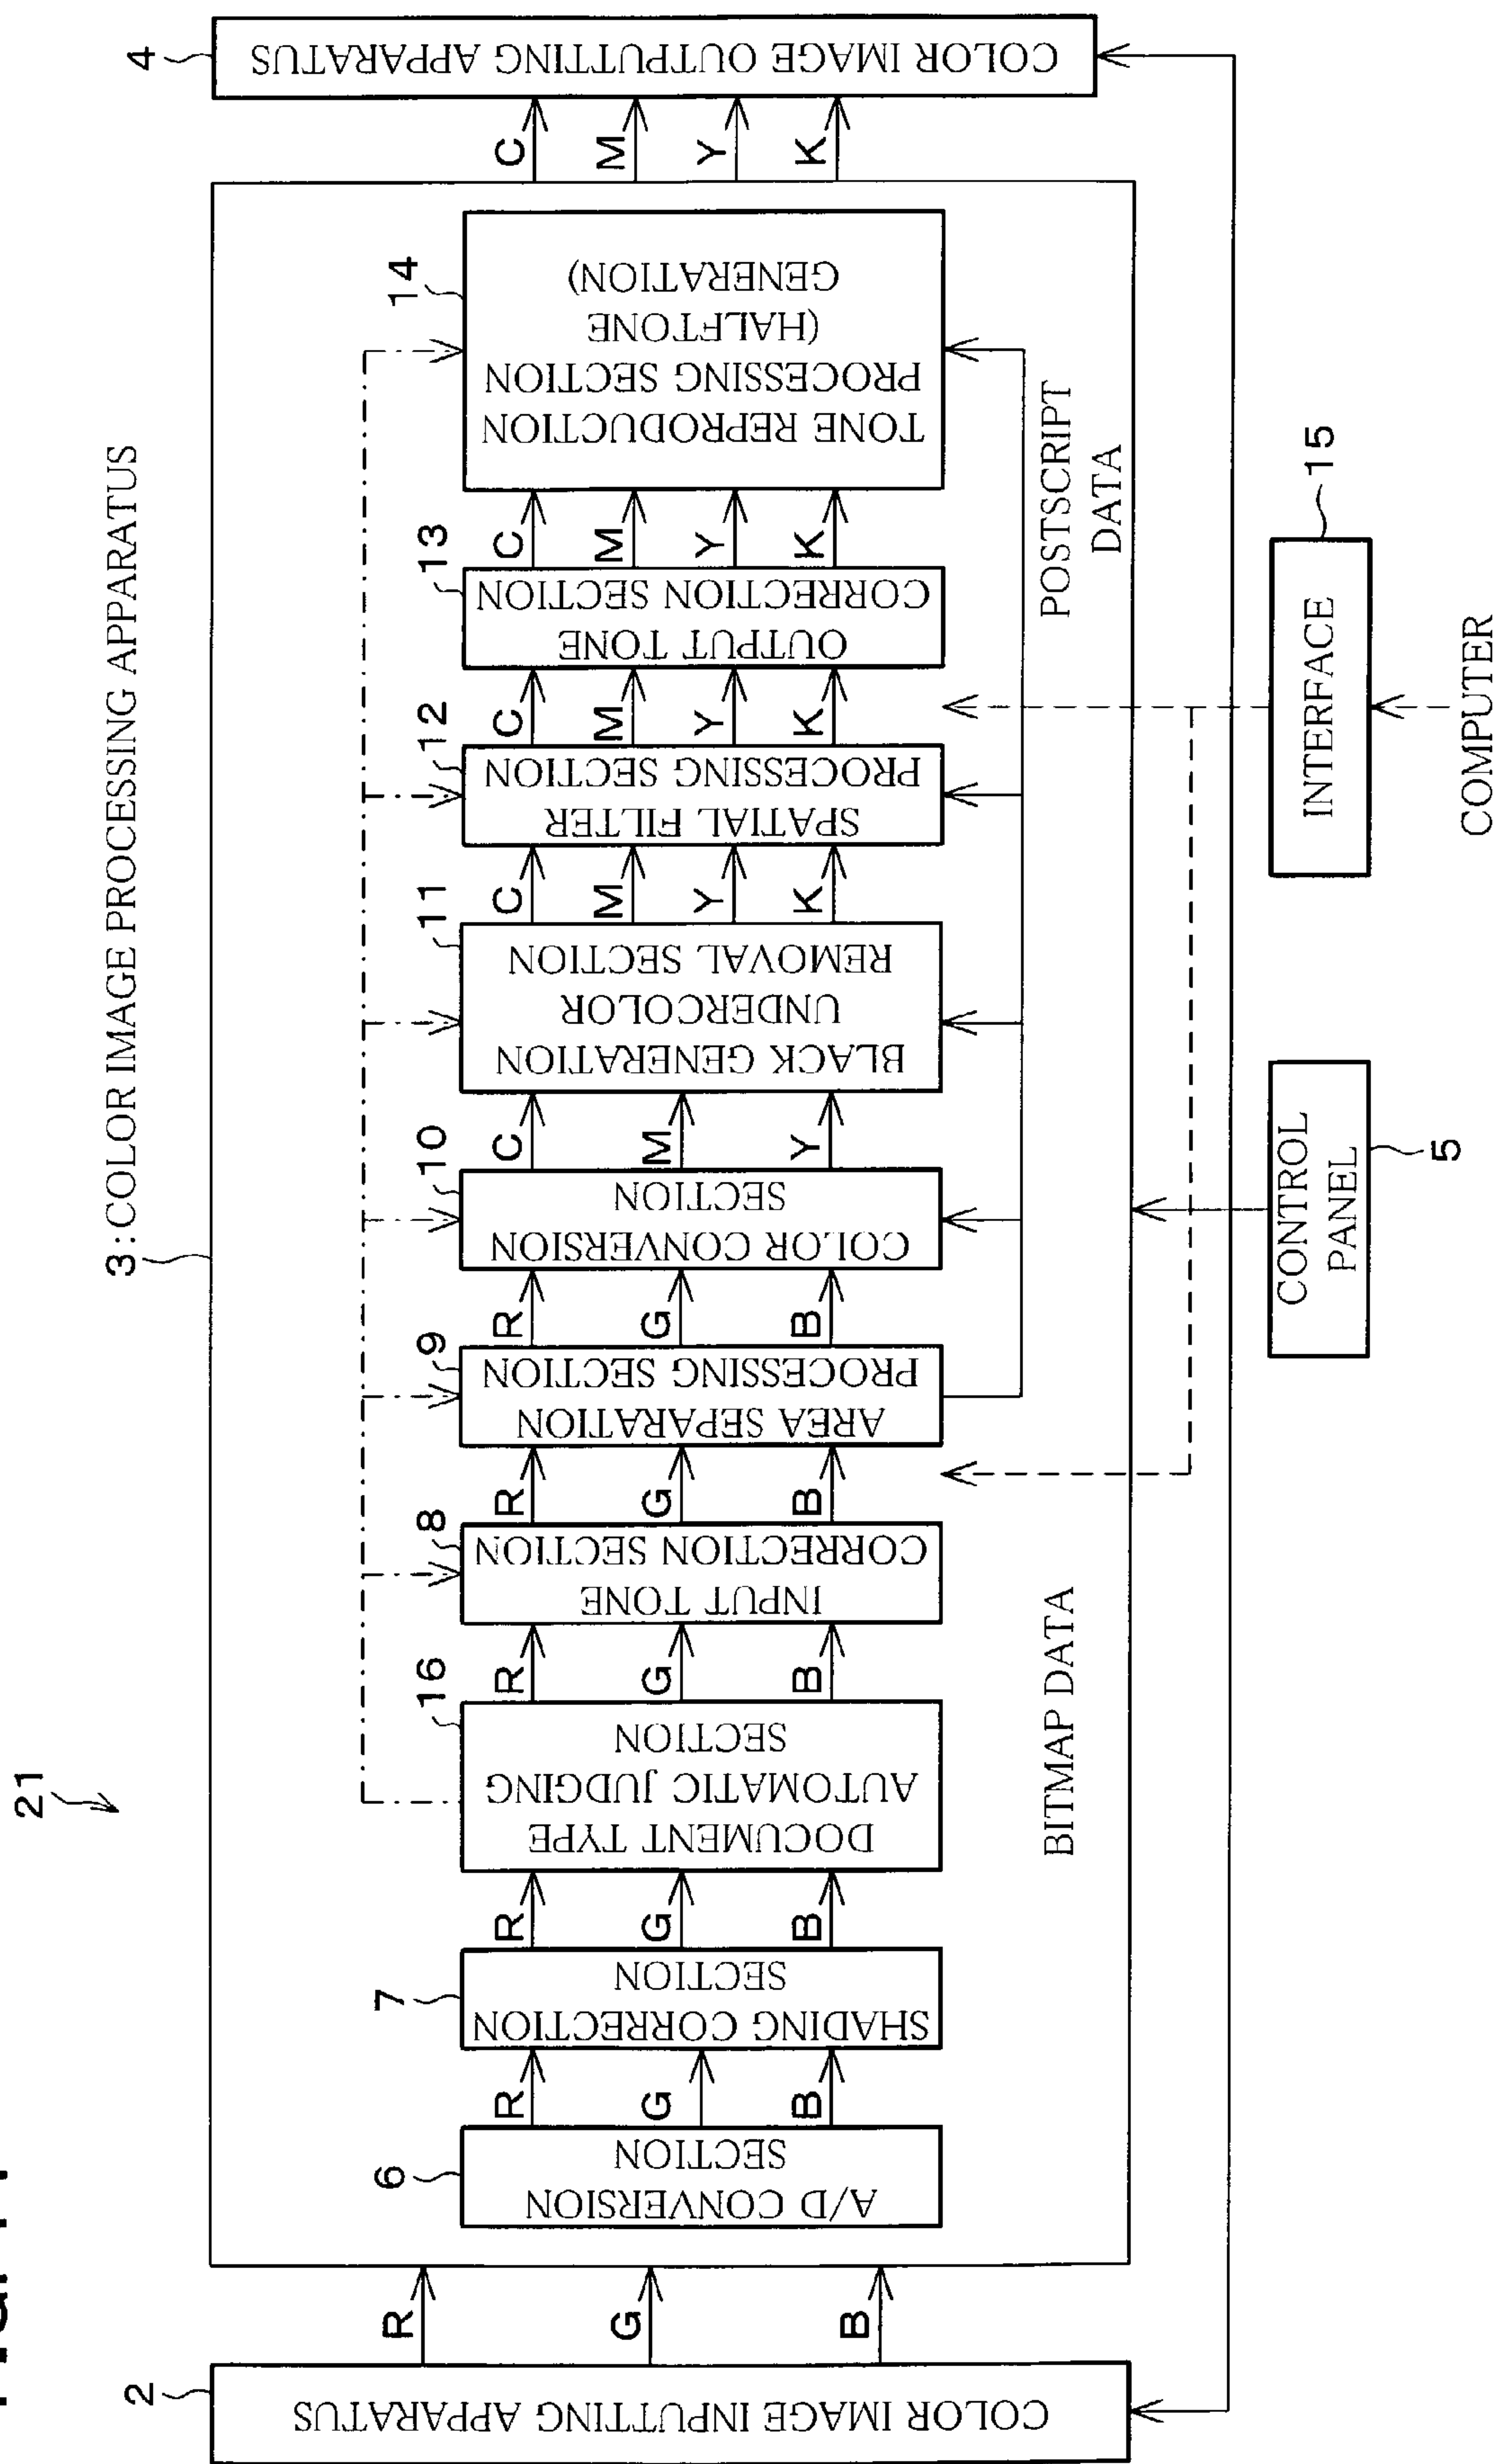 21
3:COLOR IMAGE PROCESSING APPARATUS
2
COLOR IMAGE INPUTTING APPARATUS
R
G
B
6
A/D CONVERSION
SECTION
R
G
B
7
SHADING CORRECTION
SECTION
R
G
B
16
DOCUMENT TYPE
AUTOMATIC JUDGING
SECTION
R
G
B
8
INPUT TONE
CORRECTION SECTION
R
G
B
9
AREA SEPARATION
PROCESSING SECTION
R
G
B
10
COLOR CONVERSION
SECTION
C
M
Y
11
BLACK GENERATION
UNDERCOLOR
REMOVAL SECTION
C
M
Y
K
12
SPATIAL FILTER
PROCESSING SECTION
C
M
Y
K
13
OUTPUT TONE
CORRECTION SECTION
C
M
Y
K
14
TONE REPRODUCTION
PROCESSING SECTION
(HALFTONE
GENERATION)
C
M
Y
K
4
COLOR IMAGE OUTPUTTING APPARATUS
BITMAP DATA
POSTSCRIPT
DATA
CONTROL
PANEL
5
INTERFACE
15
COMPUTER